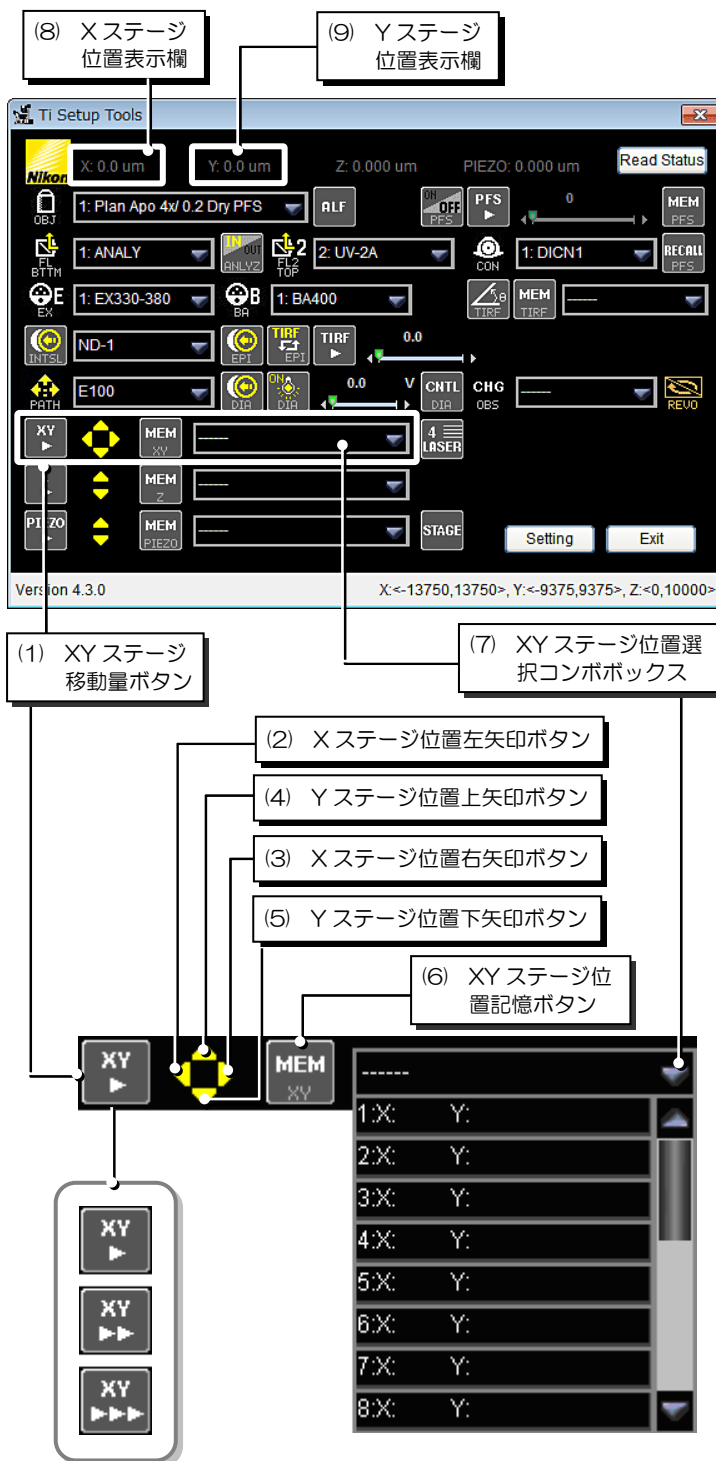 (8) Xステージ
位置表示欄
(9) Yステージ
位置表示欄
Ti Setup Tools
Nikon X: 0.0 um Y: 0.0 um Z: 0.000 um PIEZO: 0.000 um Read Status
OBJ 1: Plan Apo 4x/ 0.2 Dry PFS ALF ON OFF PFS PFS 0 MEM PFS
FL BTTM 1: ANALY IN OUT ANLYZ 2 FL2 TOP 2: UV-2A CON 1: DICN1 RECALL PFS
E EX 1: EX330-380 B BA 1: BA400 θ TIRF MEM TIRF ------
INTSL ND-1 EPI TIRF EPI TIRF 0.0
PATH E100 DIA ON DIA 0.0 V CNTL DIA CHG OBS ------ REVO
XY MEM XY ------ 4 LASER
MEM Z ------
PIEZO MEM PIEZO ------ STAGE Setting Exit
Version 4.3.0 X:<-13750,13750>, Y:<-9375,9375>, Z:<0,10000>
(1) XYステージ
移動量ボタン
(7) XYステージ位置選
択コンボボックス
(2) Xステージ位置左矢印ボタン
(4) Yステージ位置上矢印ボタン
(3) Xステージ位置右矢印ボタン
(5) Yステージ位置下矢印ボタン
(6) XYステージ位
置記憶ボタン
XY MEM XY ------
1:X: Y:
2:X: Y:
3:X: Y:
4:X: Y:
5:X: Y:
6:X: Y:
7:X: Y:
8:X: Y:
XY
XY
XY